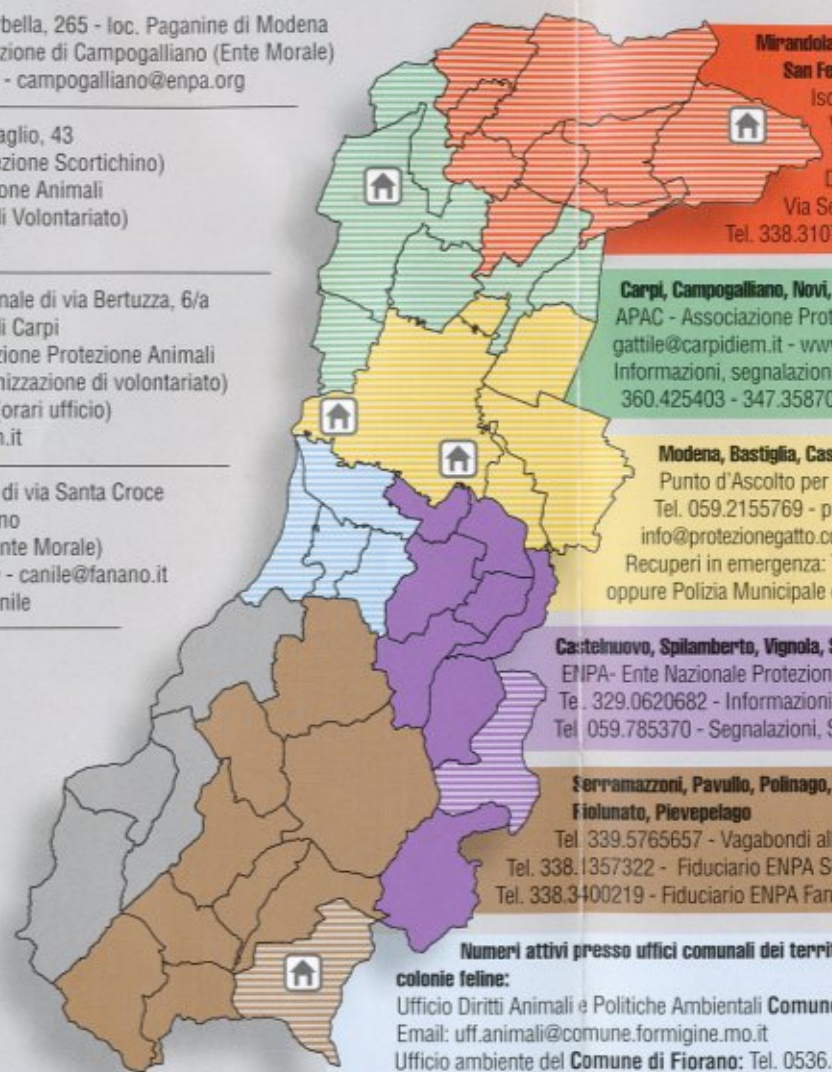 bella, 265 - loc. Paganine di Modena
zione di Campogalliano (Ente Morale)
- campogalliano@enpa.org
aglio, 43
zione Scortichino)
one Animali
di Volontariato)
nale di via Bertuzza, 6/a
di Carpi
zione Protezione Animali
nizzazione di volontariato)
(orari ufficio)
n.it
di via Santa Croce
no
nte Morale)
- canile@fanano.it
nile
Mirandola
San Fe
Iso
D
Via Se
Tel. 338.310
Carpi, Campogalliano, Novi,
APAC - Associazione Prot
gattile@carpidiem.it - www
Informazioni, segnalazion
360.425403 - 347.35870
Modena, Bastiglia, Cas
Punto d'Ascolto per
Tel. 059.2155769 - p
info@protezionegatto.co
Recuperi in emergenza:
oppure Polizia Municipale
Castelnuovo, Spilamberto, Vignola, S
ENPA- Ente Nazionale Protezion
Tel. 329.0620682 - Informazioni
Tel. 059.785370 - Segnalazioni, S
Serramazzoni, Pavullo, Polinago,
Riolunato, Pievepelago
Tel. 339.5765657 - Vagabondi al
Tel. 338.1357322 - Fiduciario ENPA S
Tel. 338.3400219 - Fiduciario ENPA Fan
Numeri attivi presso uffici comunali dei territ
colonie feline:
Ufficio Diritti Animali e Politiche Ambientali Comun
Email: uff.animali@comune.formigine.mo.it
Ufficio ambiente del Comune di Fiorano: Tel. 0536.